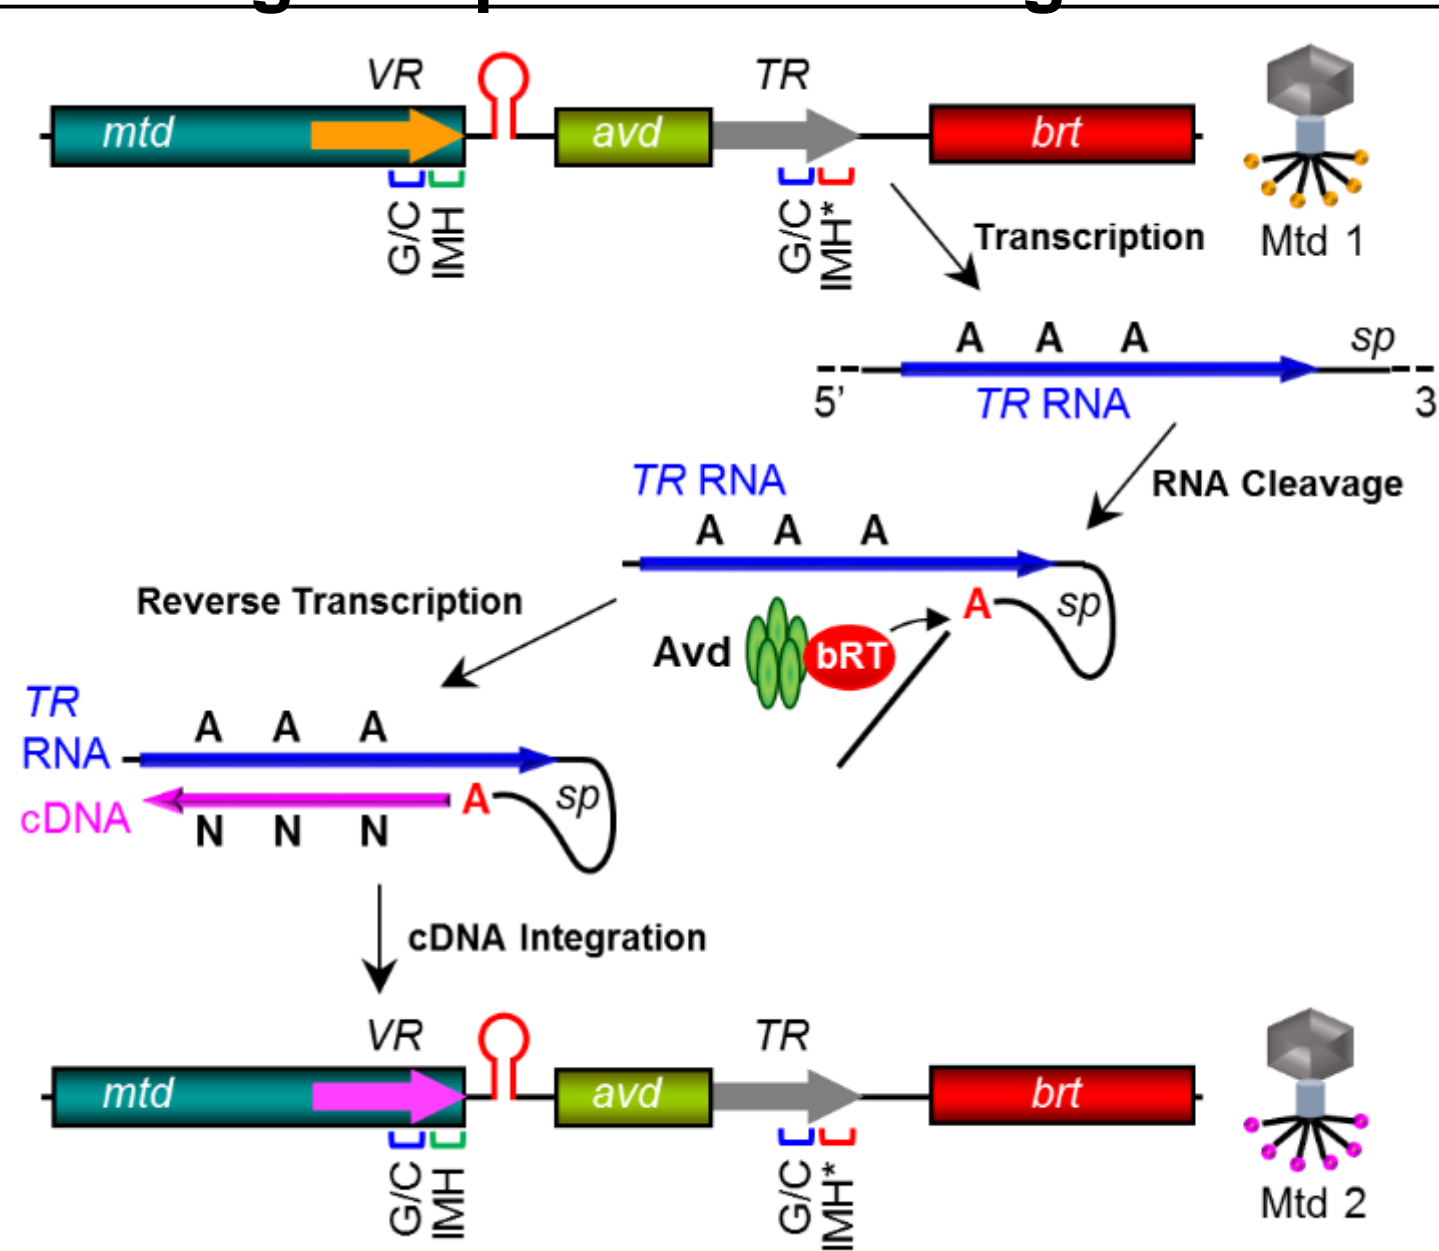 VR
TR
mtd
avd
brt
G/C
IMH
G/C
IMH*
Mtd 1
Transcription
A A A
sp
5'
TR RNA
3
RNA Cleavage
TR RNA
A A A
Reverse Transcription
A
sp
Avd
bRT
TR
RNA
A A A
cDNA
A
sp
N N N
cDNA Integration
VR
TR
mtd
avd
brt
G/C
IMH
G/C
IMH*
Mtd 2